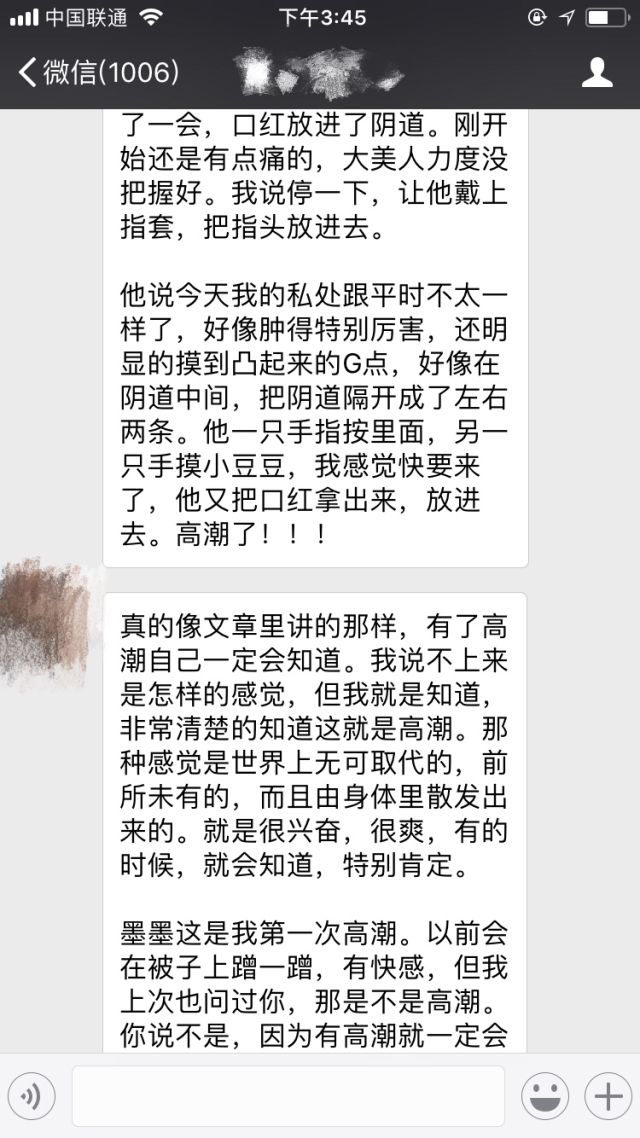 中国联通
下午3:45
微信(1006)
了一会，口红放进了阴道。刚开
始还是有点痛的，大美人力度没
把握好。我说停一下，让他戴上
指套，把指头放进去。
他说今天我的私处跟平时不太一
样了，好像肿得特别厉害，还明
显的摸到凸起来的G点，好像在
阴道中间，把阴道隔开成了左右
两条。他一只手指按里面，另一
只手摸小豆豆，我感觉快要来
了，他又把口红拿出来，放进
去。高潮了！！！
真的像文章里讲的那样，有了高
潮自己一定会知道。我说不上来
是怎样的感觉，但我就是知道，
非常清楚的知道这就是高潮。那
种感觉是世界上无可取代的，前
所未有的，而且由身体里散发出
来的。就是很兴奋，很爽，有的
时候，就会知道，特别肯定。
墨墨这是我第一次高潮。以前会
在被子上蹭一蹭，有快感，但我
上次也问过你，那是不是高潮。
你说不是，因为有高潮就一定会